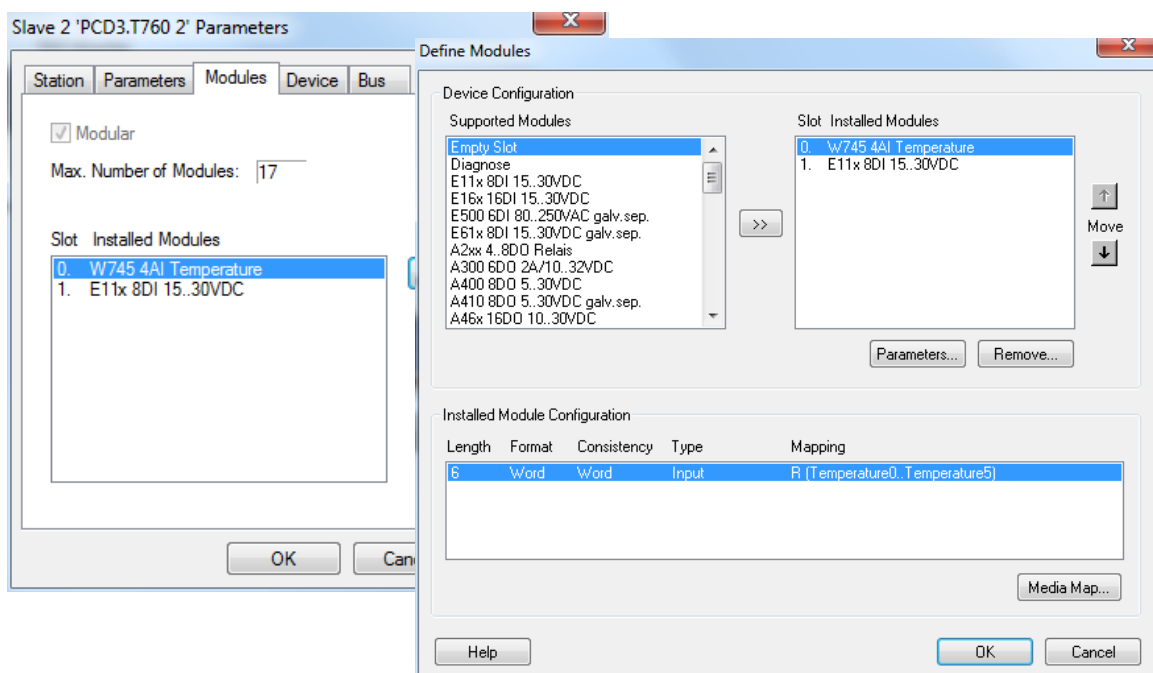 Slave 2 'PCD3.T760 2' Parameters
Station Parameters Modules Device Bus
Modular
Max. Number of Modules: 17
Slot Installed Modules
0. W745 4AI Temperature
1. E11x 8DI 15..30VDC
OK
Define Modules
Device Configuration
Supported Modules
Empty Slot
Diagnose
E11x 8DI 15..30VDC
E16x 16DI 15..30VDC
E500 6DI 80..250VAC galv.sep.
E61x 8DI 15..30VDC galv.sep.
A2xx 4..8DO Relais
A300 6DO 2A/10..32VDC
A400 8DO 5..30VDC
A410 8DO 5..30VDC galv.sep.
A46x 16DO 10..30VDC
>>
Slot Installed Modules
0. W745 4AI Temperature
1. E11x 8DI 15..30VDC
Move
Parameters... Remove...
Installed Module Configuration
Length Format Consistency Type Mapping
6 Word Word Input R (Temperature0..Temperature5)
Media Map...
Help OK Cancel